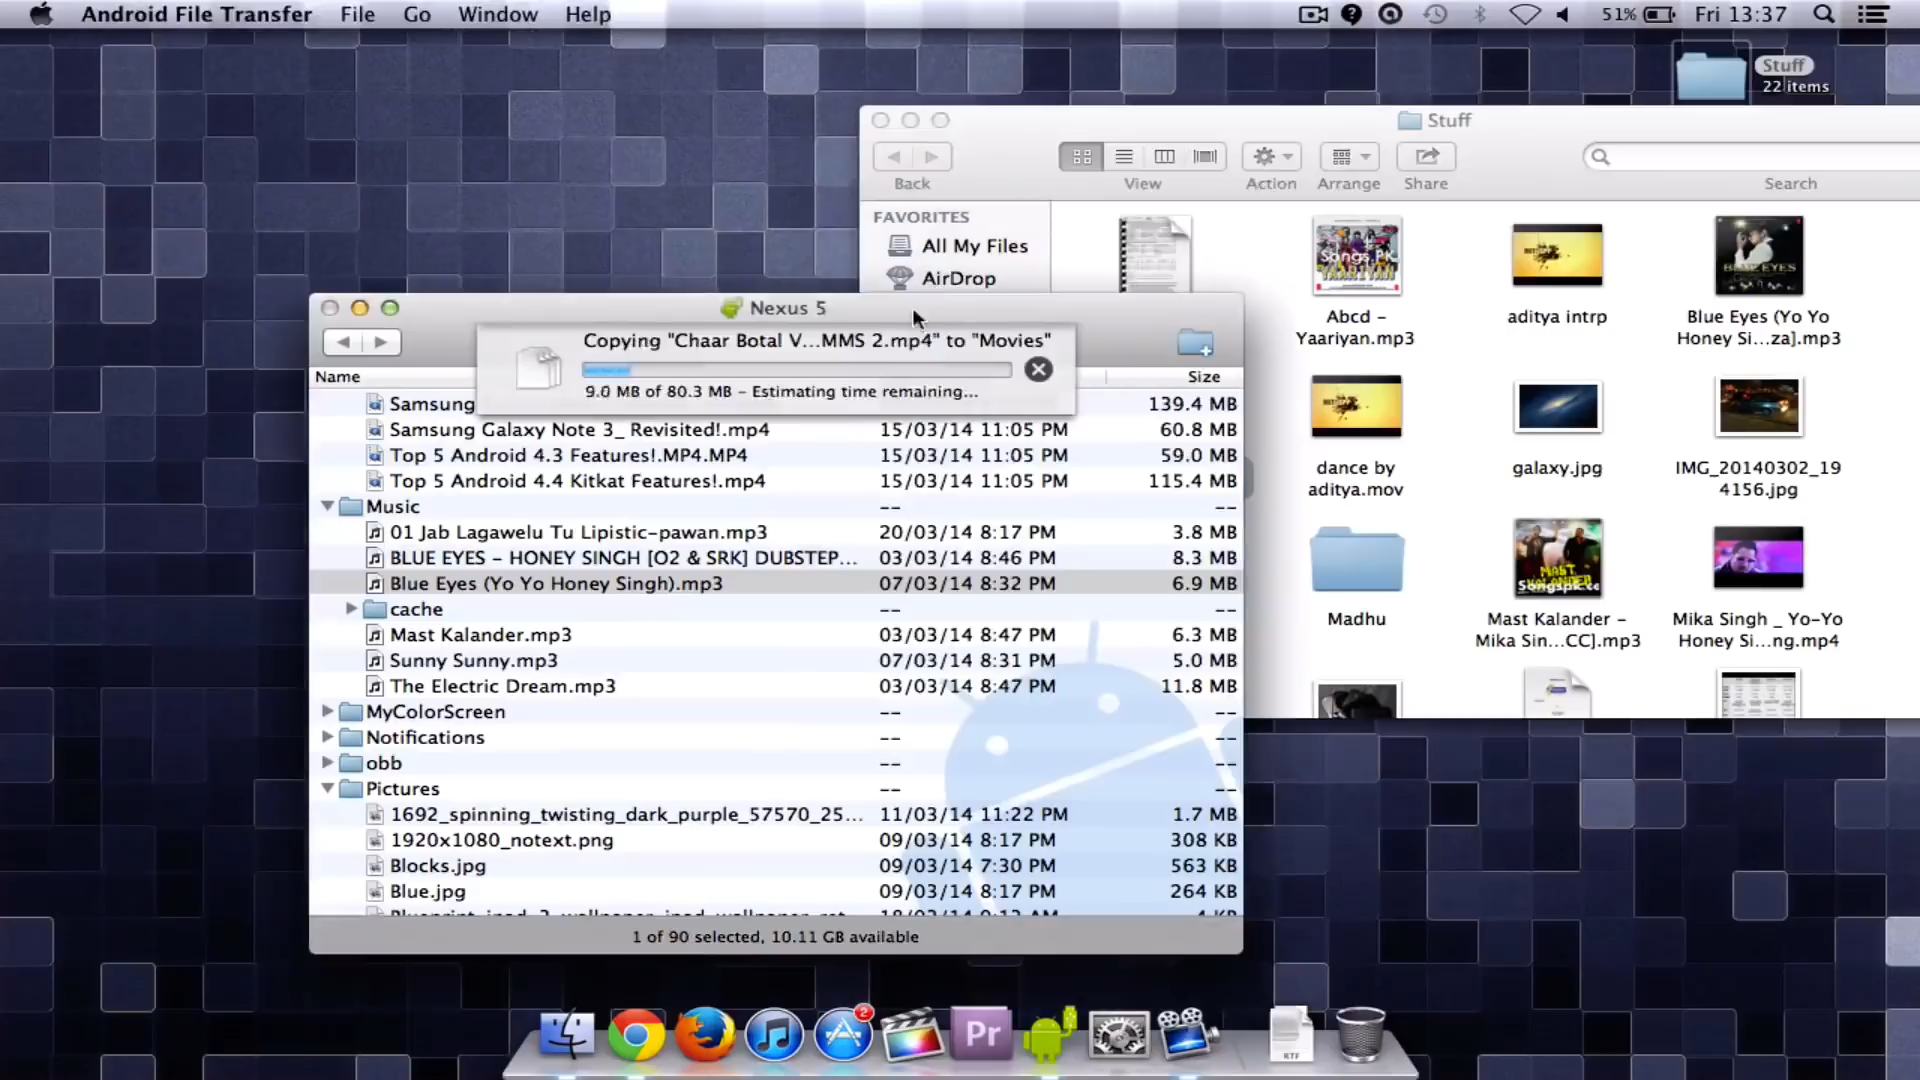 Android File Transfer File Go Window Help
51% Fri 13:37
Stuff
22 items
Stuff
Back
View
Action
Arrange
Share
Search
FAVORITES
All My Files
AirDrop
Songs.PK
BLUE EYES
Abcd -
Yaariyan.mp3
aditya intrp
Blue Eyes (Yo Yo
Honey Si...za].mp3
dance by
aditya.mov
galaxy.jpg
IMG_20140302_19
4156.jpg
MAST
KALANDER
Songspk.cc
Madhu
Mast Kalander -
Mika Sin...CC].mp3
Mika Singh _ Yo-Yo
Honey Si...ng.mp4
Nexus 5
Copying "Chaar Botal V...MMS 2.mp4" to "Movies"
9.0 MB of 80.3 MB - Estimating time remaining...
Name Size
Samsung 139.4 MB
Samsung Galaxy Note 3_ Revisited!.mp4 15/03/14 11:05 PM 60.8 MB
Top 5 Android 4.3 Features!.MP4.MP4 15/03/14 11:05 PM 59.0 MB
Top 5 Android 4.4 Kitkat Features!.mp4 15/03/14 11:05 PM 115.4 MB
Music -- --
01 Jab Lagawelu Tu Lipistic-pawan.mp3 20/03/14 8:17 PM 3.8 MB
BLUE EYES - HONEY SINGH [O2 & SRK] DUBSTEP... 03/03/14 8:46 PM 8.3 MB
Blue Eyes (Yo Yo Honey Singh).mp3 07/03/14 8:32 PM 6.9 MB
cache -- --
Mast Kalander.mp3 03/03/14 8:47 PM 6.3 MB
Sunny Sunny.mp3 07/03/14 8:31 PM 5.0 MB
The Electric Dream.mp3 03/03/14 8:47 PM 11.8 MB
MyColorScreen -- --
Notifications -- --
obb -- --
Pictures -- --
1692_spinning_twisting_dark_purple_57570_25... 11/03/14 11:22 PM 1.7 MB
1920x1080_notext.png 09/03/14 8:17 PM 308 KB
Blocks.jpg 09/03/14 7:30 PM 563 KB
Blue.jpg 09/03/14 8:17 PM 264 KB
1 of 90 selected, 10.11 GB available
2
Pr
RTF